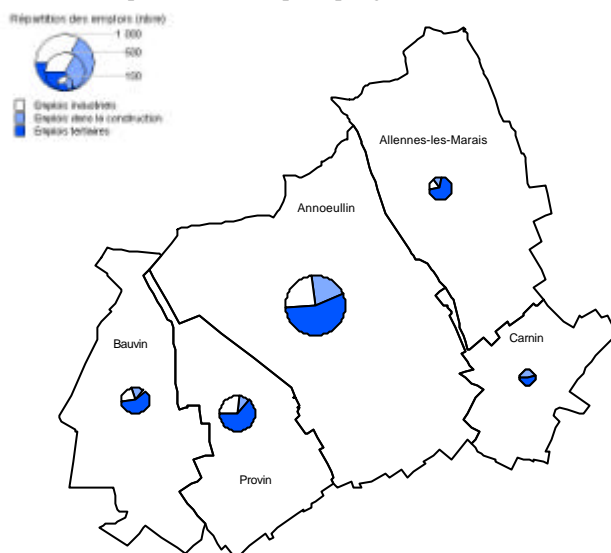 Répartition des emplois (nbre)
1 000
500
100
Emplois industriels
Emplois dans la construction
Emplois tertiaires
Allennes-les-Marais
Annoeullin
Bauvin
Carnin
Provin